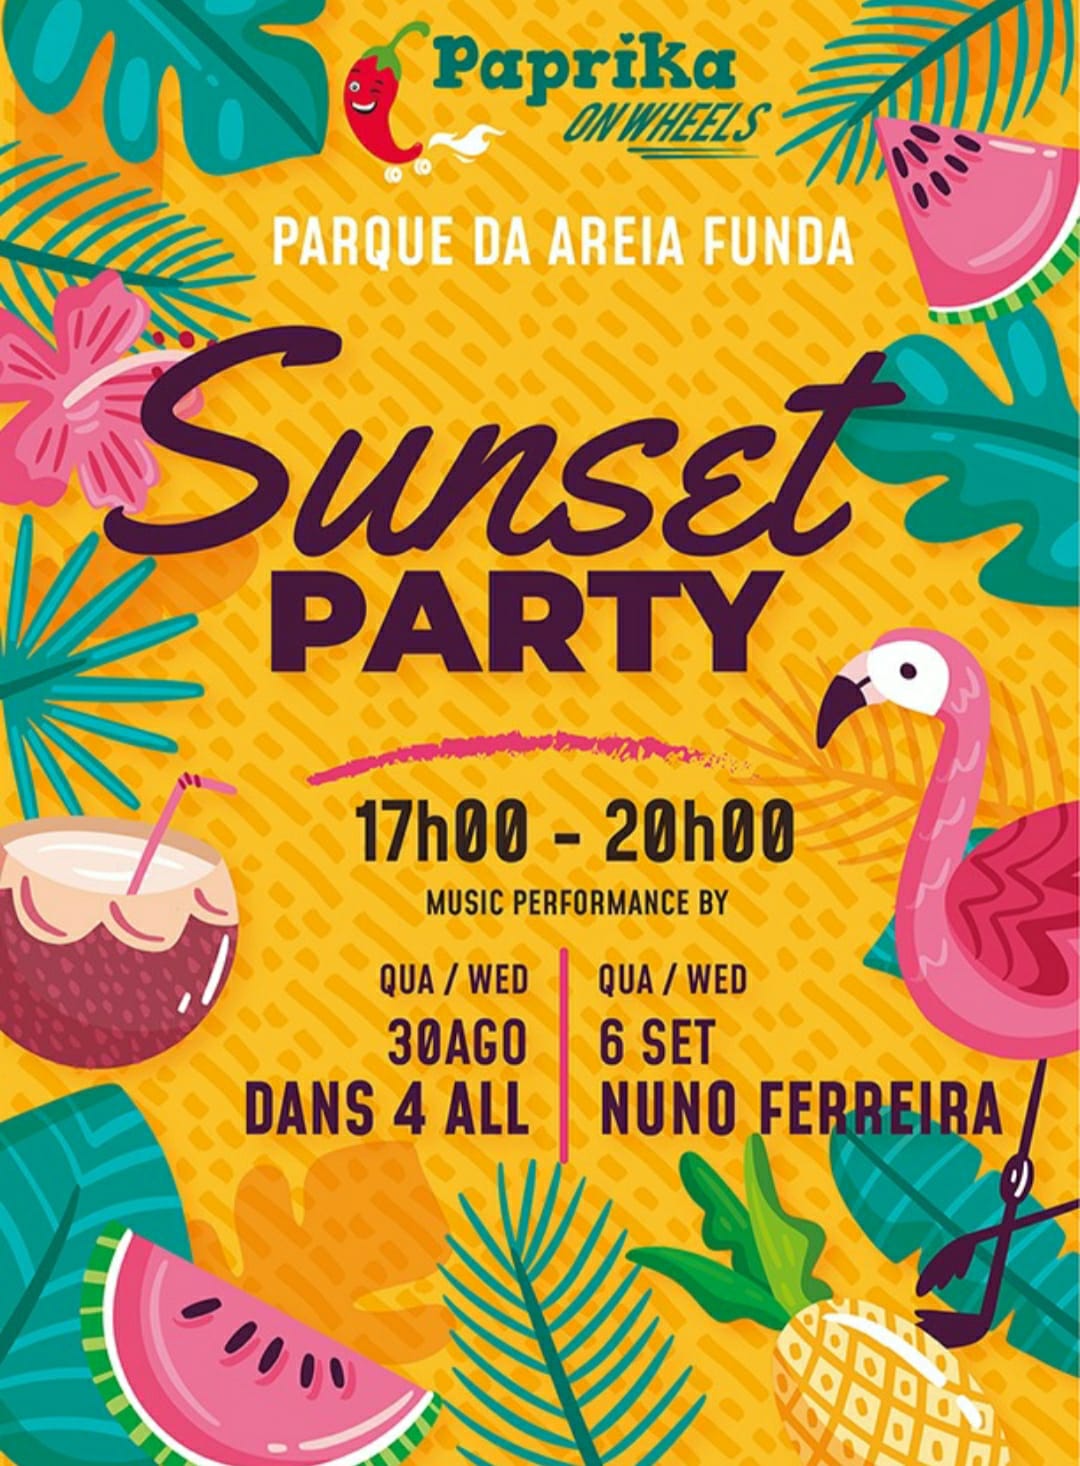 Paprika
ON WHEELS
PARQUE DA AREIA FUNDA
Sunset
PARTY
17h00 - 20h00
MUSIC PERFORMANCE BY
QUA / WED
30AGO
DANS 4 ALL
QUA / WED
6 SET
NUNO FERREIRA